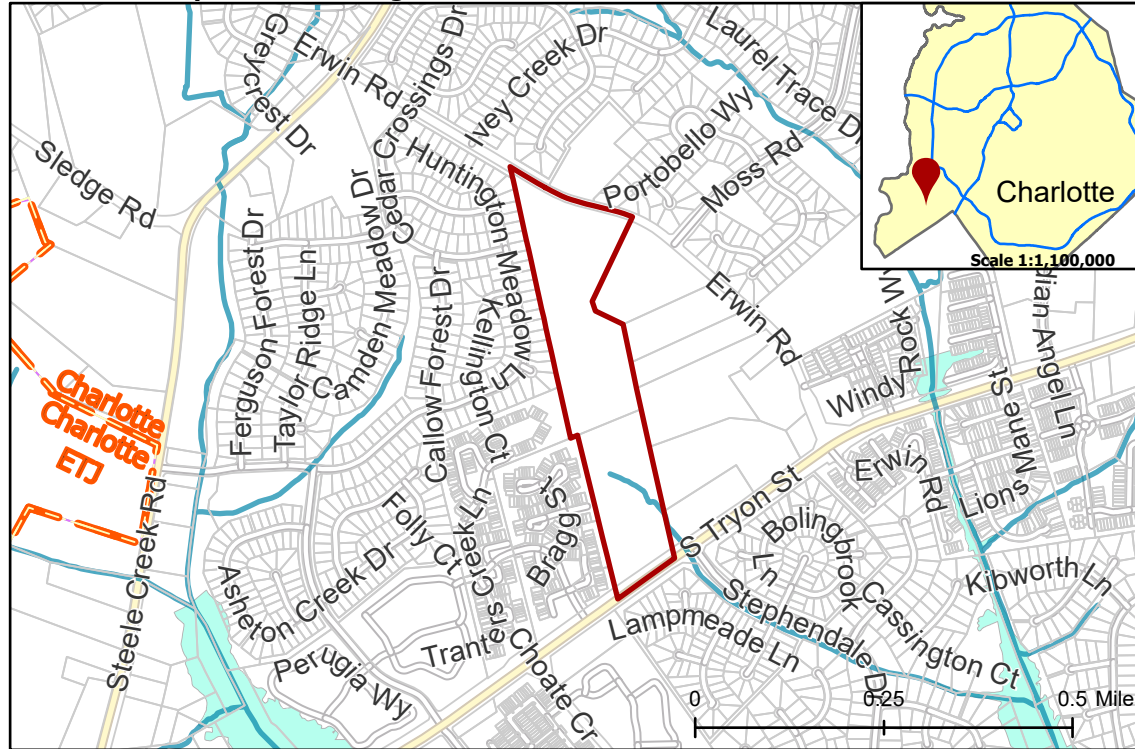 Greycrest Dr
Erwin Rd
Cedar Crossings Dr
Ivey Creek Dr
Laurel Trace D
Sledge Rd
Huntington Meadow Ln
Portobello Wy
Moss Rd
Charlotte
Scale 1:1,100,000
Ferguson Forest Dr
Taylor Ridge Ln
Camden Meadow Dr
Callow Forest Dr
Kellington Ct
Erwin Rd
Windy Rock W
dian Angel Ln
Mane St
Lions
Charlotte
Charlotte
ETJ
Steele Creek Rd
Folly Ct
Bragg St
S Tryon St
Erwin Rd
Bolingbrook Ln
Cassington Ct
Kibworth Ln
Asheton Creek Dr
Tranters Creek Ln
Stephendale D
Lampmeade Ln
Perugia Wy
Choate Cr
0
0.25
0.5 Mile